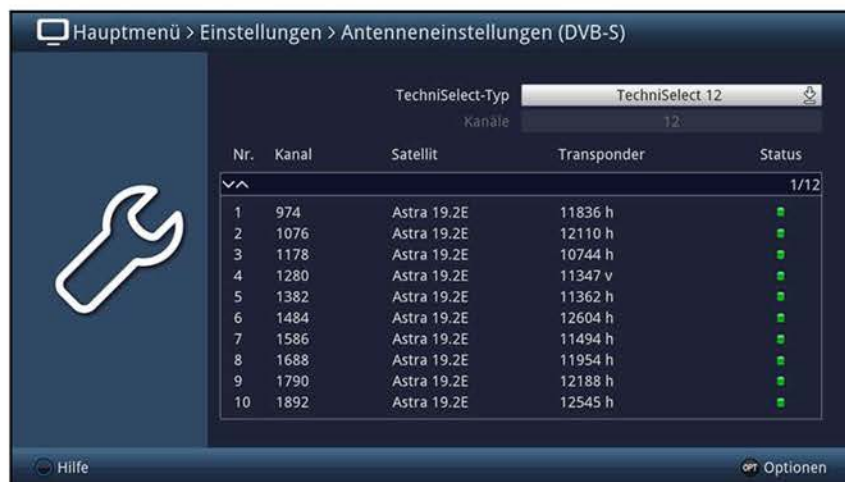 Hauptmenü > Einstellungen > Antenneneinstellungen (DVB-S)
TechniSelect-Typ TechniSelect 12
Kanäle 12
Nr. Kanal Satellit Transponder Status
1/12
1 974 Astra 19.2E 11836 h
2 1076 Astra 19.2E 12110 h
3 1178 Astra 19.2E 10744 h
4 1280 Astra 19.2E 11347 v
5 1382 Astra 19.2E 11362 h
6 1484 Astra 19.2E 12604 h
7 1586 Astra 19.2E 11494 h
8 1688 Astra 19.2E 11954 h
9 1790 Astra 19.2E 12188 h
10 1892 Astra 19.2E 12545 h
Hilfe OPT Optionen